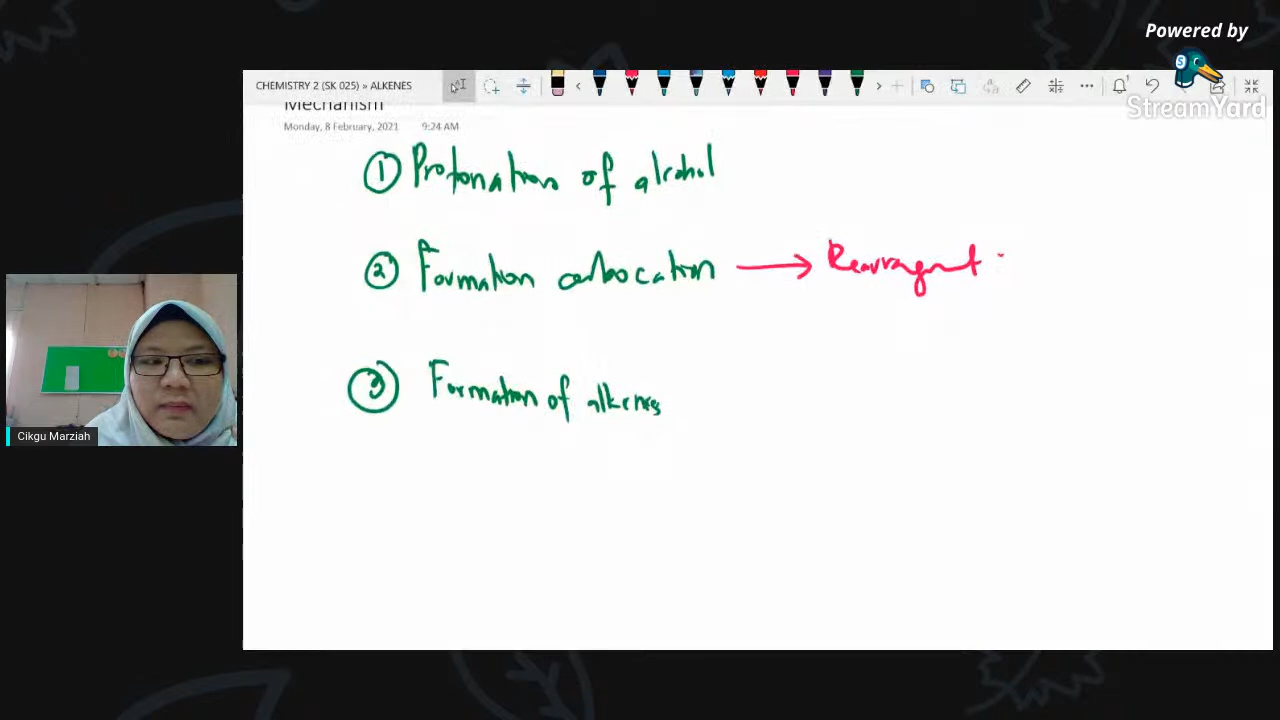 Powered by
StreamYard
CHEMISTRY 2 (SK 025) » ALKENES
Mechanism
Monday, 8 February, 2021 9:24 AM
① Protonation of alcohol
② Formation carbocation → Rearrangement
③ Formation of alkenes
Cikgu Marziah